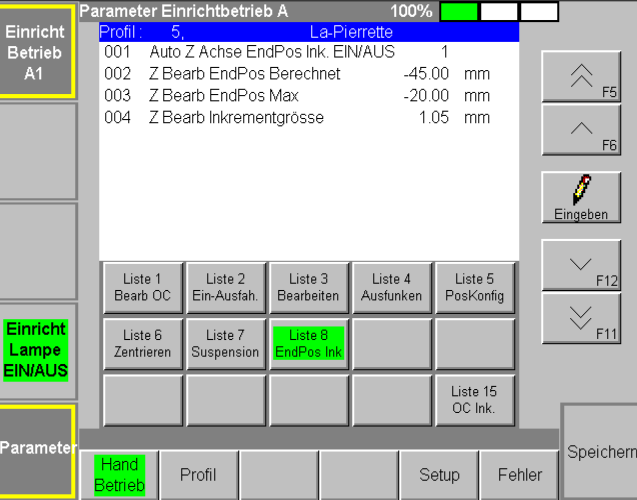 Parameter Einrichtbetrieb A 100%
Einricht
Betrieb
A1
Profil : 5, La-Pierrette
001 Auto Z Achse EndPos Ink. EIN/AUS 1
002 Z Bearb EndPos Berechnet -45.00 mm
003 Z Bearb EndPos Max -20.00 mm
004 Z Bearb Inkrementgrösse 1.05 mm
F5
F6
Eingeben
F12
F11
Liste 1
Bearb OC
Liste 2
Ein-Ausfah.
Liste 3
Bearbeiten
Liste 4
Ausfunken
Liste 5
PosKonfig
Liste 6
Zentrieren
Liste 7
Suspension
Liste 8
EndPos Ink
Liste 15
OC Ink.
Einricht
Lampe
EIN/AUS
Parameter
Hand
Betrieb
Profil
Setup
Fehler
Speichern